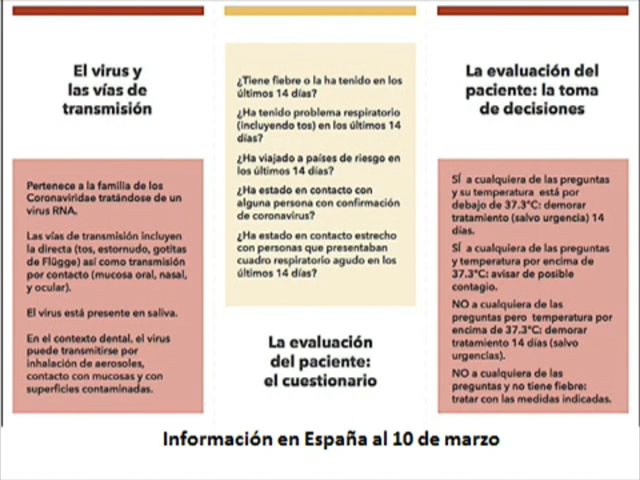 El virus y
las vías de
transmisión
Pertenece a la familia de los
Coronaviridae tratándose de un
virus RNA.
Las vías de transmisión incluyen
la directa (tos, estornudo, gotitas
de Flügge) así como transmisión
por contacto (mucosa oral, nasal,
y ocular).
El virus está presente en saliva.
En el contexto dental, el virus
puede transmitirse por
inhalación de aerosoles,
contacto con mucosas y con
superficies contaminadas.
¿Tiene fiebre o la ha tenido en los
últimos 14 días?
¿Ha tenido problema respiratorio
(incluyendo tos) en los últimos 14
días?
¿Ha viajado a países de riesgo en
los últimos 14 días?
¿Ha estado en contacto con
alguna persona con confirmación
de coronavirus?
¿Ha estado en contacto estrecho
con personas que presentaban
cuadro respiratorio agudo en los
últimos 14 días?
La evaluación
del paciente:
el cuestionario
La evaluación del
paciente: la toma
de decisiones
SÍ a cualquiera de las preguntas
y su temperatura está por
debajo de 37.3°C: demorar
tratamiento (salvo urgencia) 14
días.
SÍ a cualquiera de las preguntas
y temperatura por encima de
37.3°C: avisar de posible
contagio.
NO a cualquiera de las
preguntas pero temperatura por
encima de 37.3°C: demorar
tratamiento 14 días (salvo
urgencias).
NO a cualquiera de las
preguntas y no tiene fiebre:
tratar con las medidas indicadas.
Información en España al 10 de marzo